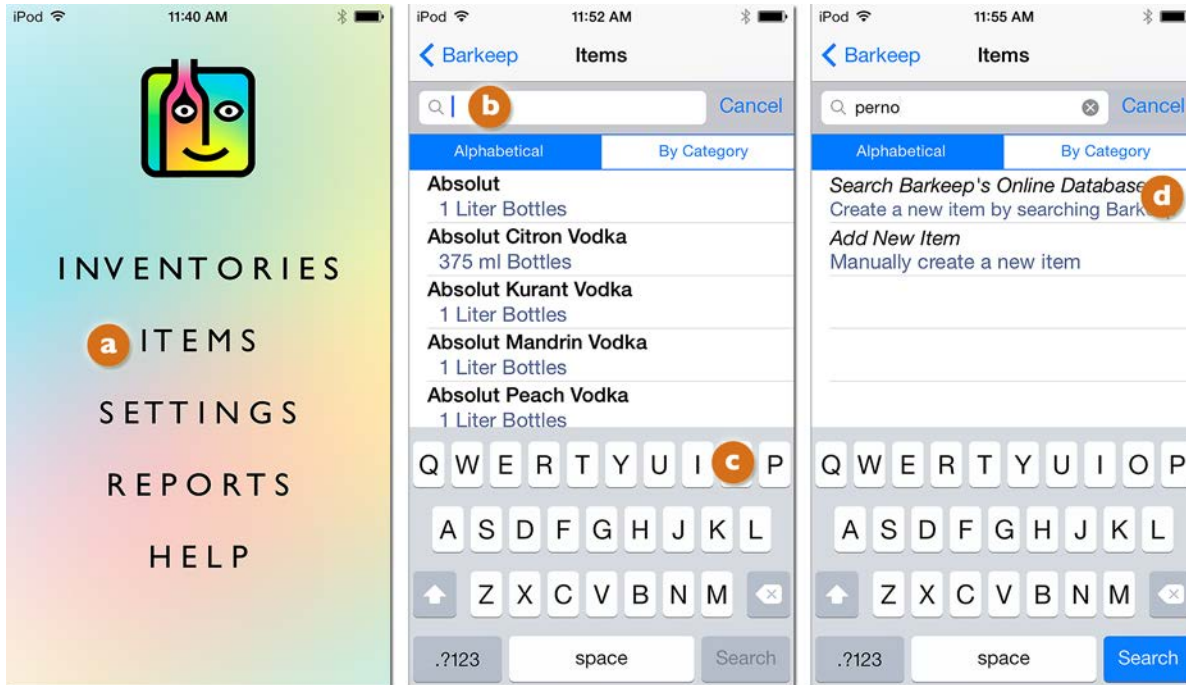 iPod 11:40 AM
INVENTORIES
a ITEMS
SETTINGS
REPORTS
HELP
iPod 11:52 AM
Barkeep Items
b Cancel
Alphabetical By Category
Absolut
1 Liter Bottles
Absolut Citron Vodka
375 ml Bottles
Absolut Kurant Vodka
1 Liter Bottles
Absolut Mandrin Vodka
1 Liter Bottles
Absolut Peach Vodka
1 Liter Bottles
Q W E R T Y U I c P
A S D F G H J K L
Z X C V B N M
.?123 space Search
iPod 11:55 AM
Barkeep Items
perno Cancel
Alphabetical By Category
Search Barkeep's Online Database
d
Create a new item by searching
Add New Item
Manually create a new item
Q W E R T Y U I O P
A S D F G H J K L
Z X C V B N M
.?123 space Search